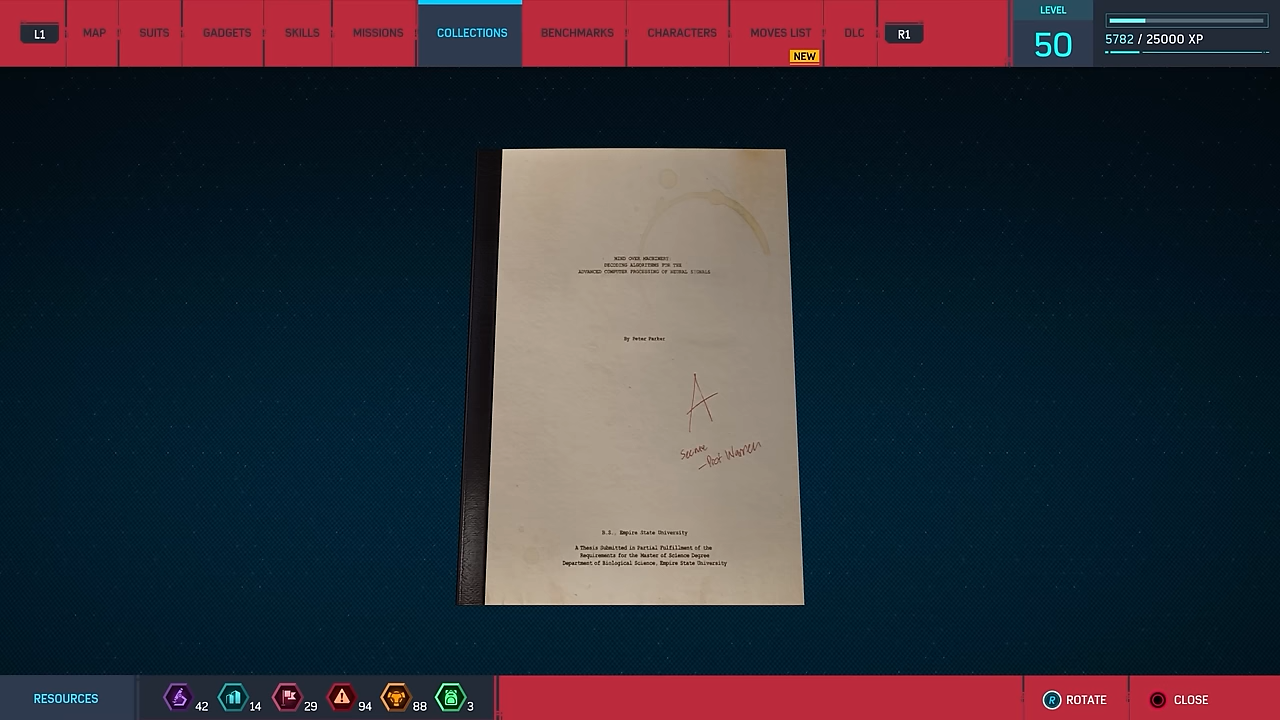 L1 MAP SUITS GADGETS SKILLS MISSIONS COLLECTIONS BENCHMARKS CHARACTERS MOVES LIST DLC R1
NEW
LEVEL
50
5782 / 25000 XP
MIND OVER MACHINERY:
DECODING ALGORITHMS FOR THE
ADVANCED COMPUTER PROCESSING OF NEURAL SIGNALS
By Peter Parker
A
- Prof Warren
B.S., Empire State University
A Thesis Submitted in Partial Fulfillment of the
Requirements for the Master of Science Degree
Department of Biological Science, Empire State University
RESOURCES 42 14 29 94 88 3
R ROTATE CLOSE